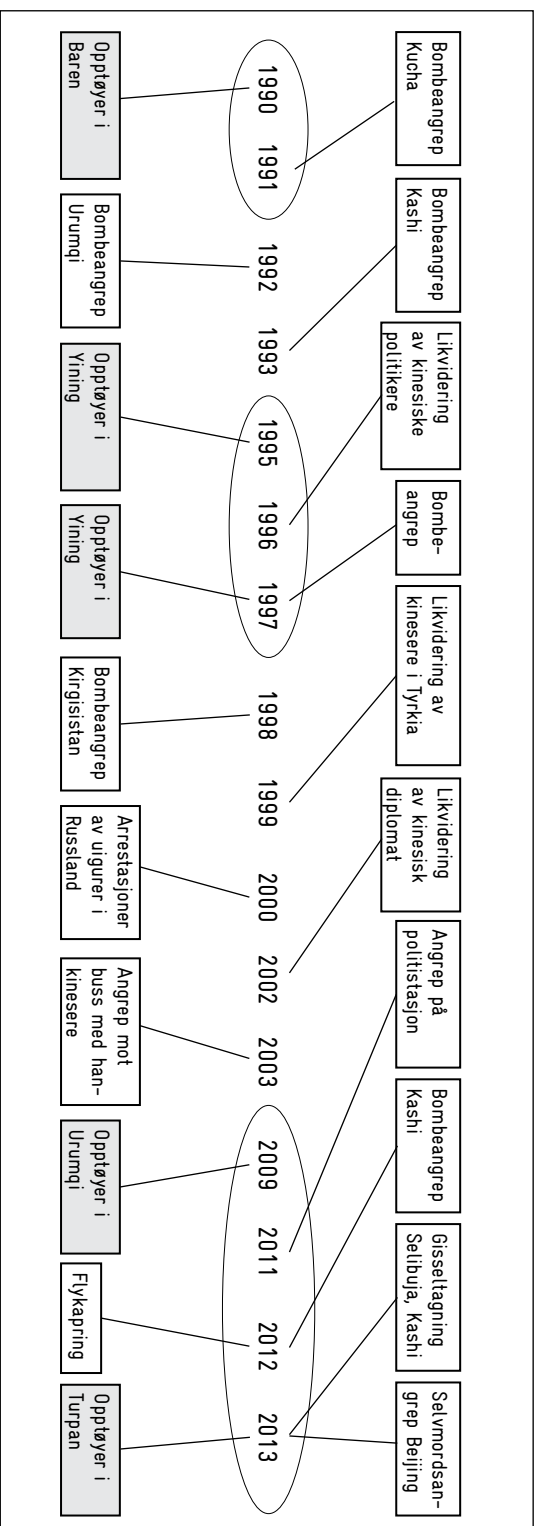 Bombeangrep
Kucha
Bombeangrep
Kashi
Likvidering
av kinesiske
politikere
Bombe-
angrep
Likvidering av
kinesere i Tyrkia
Likvidering
av kinesisk
diplomat
Angrep på
politistasjon
Bombeangrep
Kashi
Gisseltagning
Selibuja, Kashi
Selvmordsan-
grep Beijing
1990
1991
1992
1993
1995
1996
1997
1998
1999
2000
2002
2003
2009
2011
2012
2013
Opptøyer i
Baren
Bombeangrep
Urumqi
Opptøyer i
Yining
Opptøyer i
Yining
Bombeangrep
Kirgisistan
Arrestasjoner
av uigurer i
Russland
Angrep mot
buss med han-
kinesere
Opptøyer i
Urumqi
Flykapring
Opptøyer i
Turpan